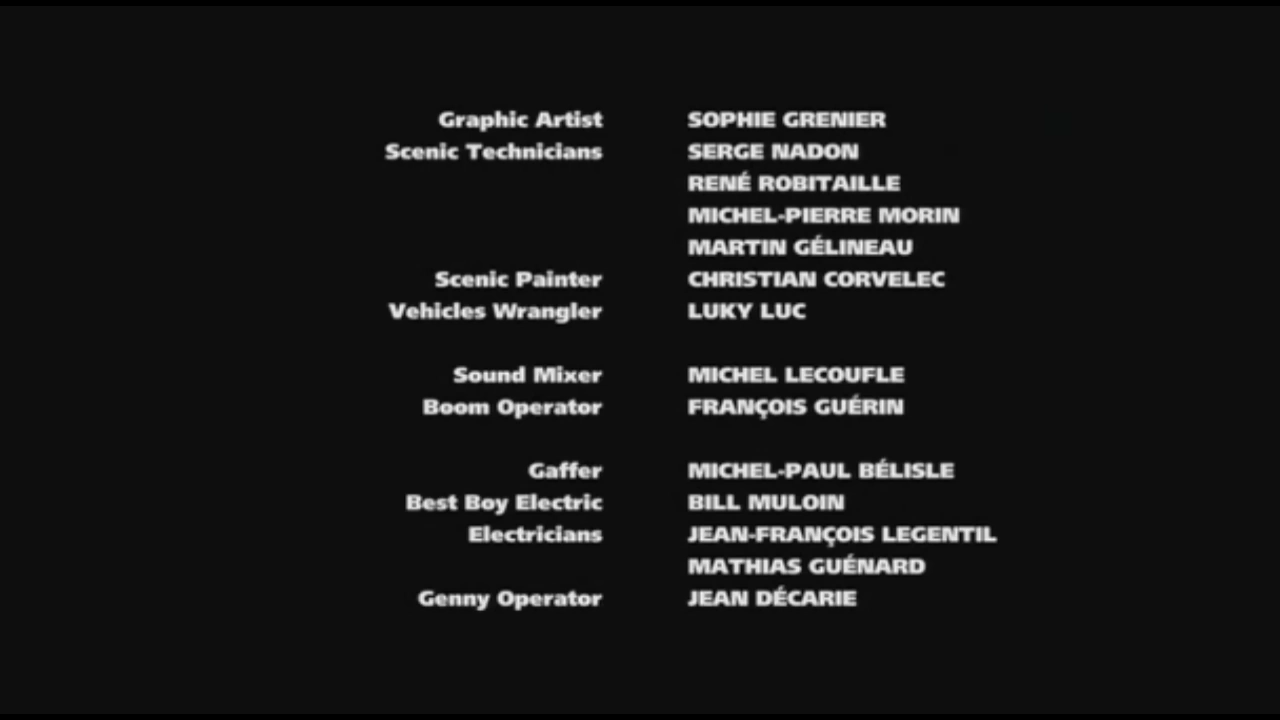 Graphic Artist SOPHIE GRENIER
Scenic Technicians SERGE NADON
RENÉ ROBITAILLE
MICHEL-PIERRE MORIN
MARTIN GÉLINEAU
Scenic Painter CHRISTIAN CORVELEC
Vehicles Wrangler LUKY LUC
Sound Mixer MICHEL LECOUFLE
Boom Operator FRANÇOIS GUÉRIN
Gaffer MICHEL-PAUL BÉLISLE
Best Boy Electric BILL MULOIN
Electricians JEAN-FRANÇOIS LEGENTIL
MATHIAS GUÉNARD
Genny Operator JEAN DÉCARIE